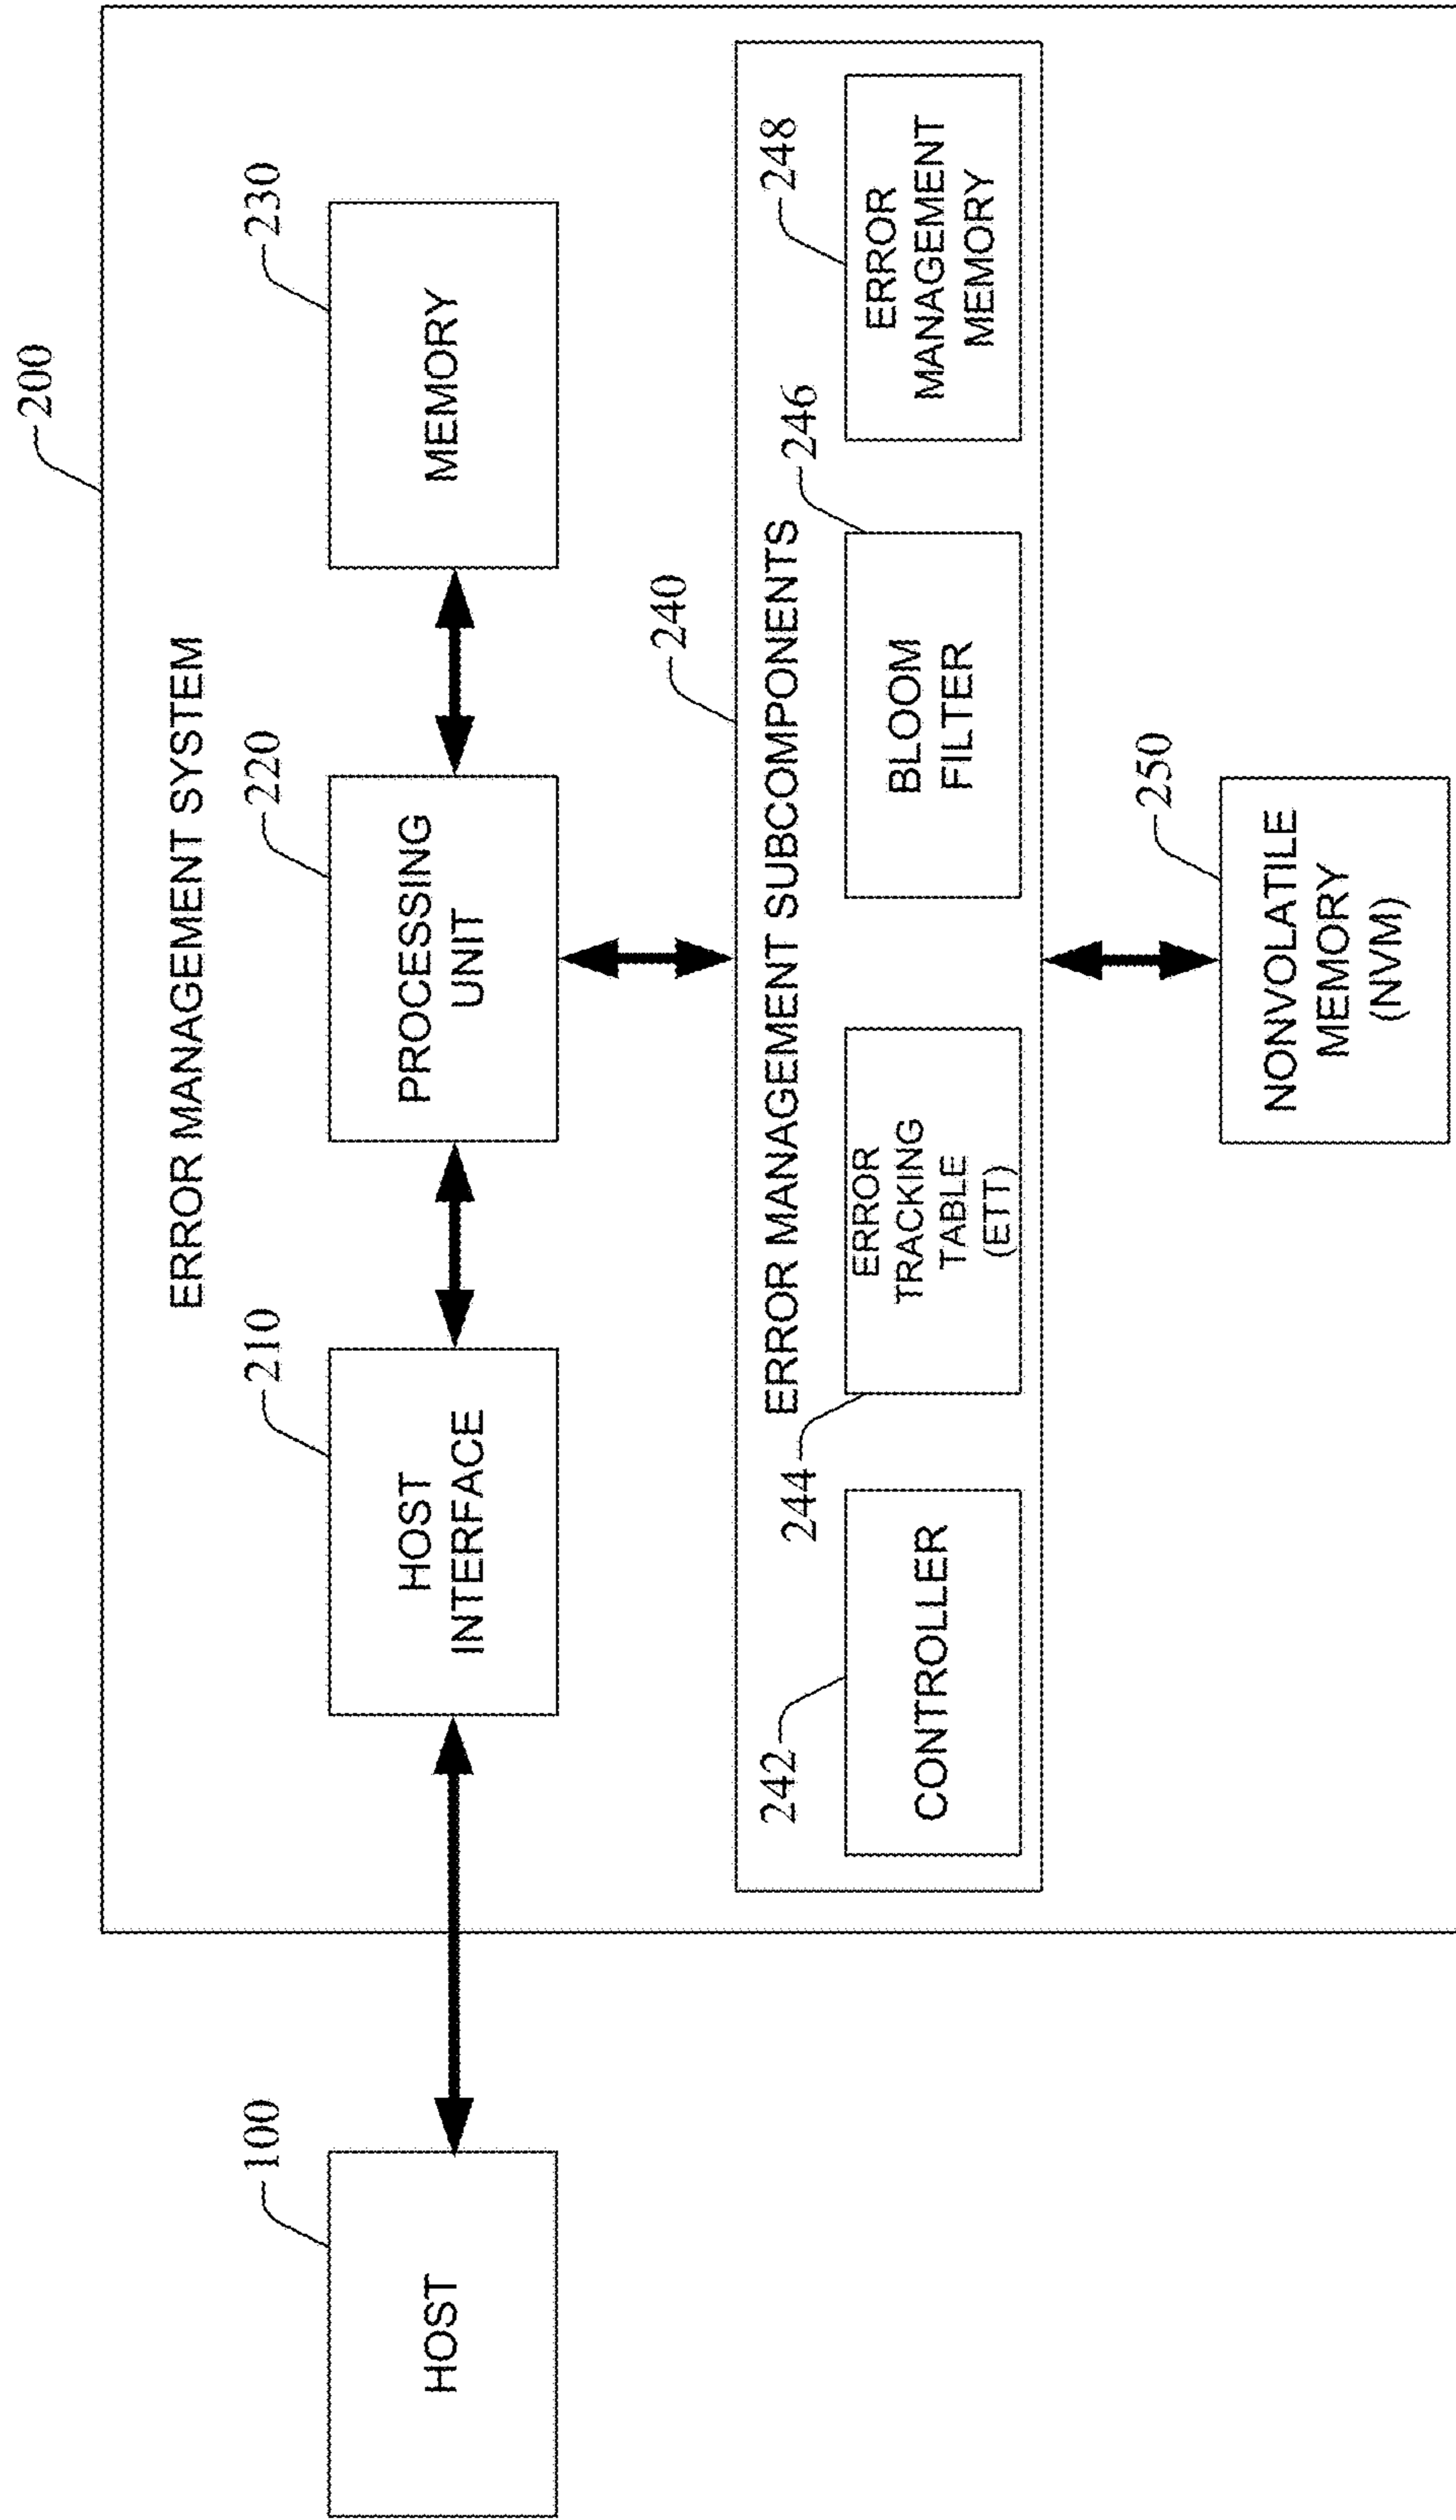 200
ERROR MANAGEMENT SYSTEM
100
210
220
230
HOST
HOST
INTERFACE
PROCESSING
UNIT
MEMORY
240
ERROR MANAGEMENT SUBCOMPONENTS
242
244
246
248
CONTROLLER
ERROR
TRACKING
TABLE
(ETT)
BLOOM
FILTER
ERROR
MANAGEMENT
MEMORY
250
NONVOLATILE
MEMORY
(NVM)